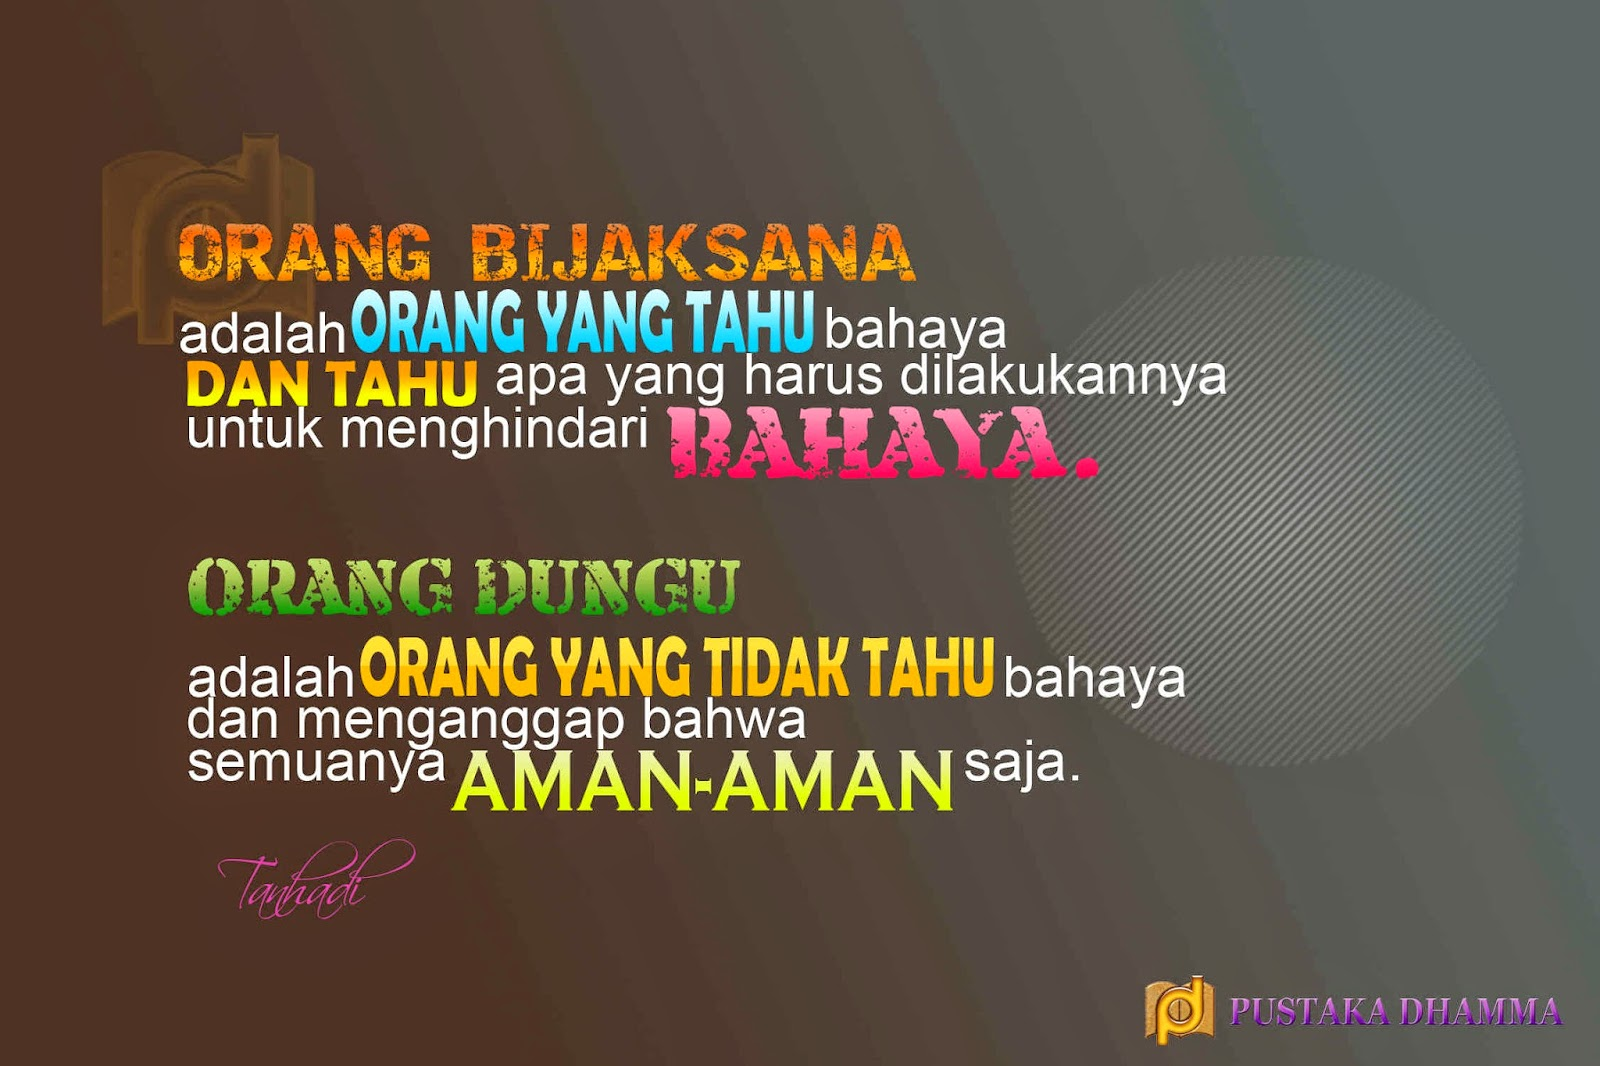 ORANG BIJAKSANA
adalah ORANG YANG TAHU bahaya
DAN TAHU apa yang harus dilakukannya
untuk menghindari BAHAYA.
ORANG DUNGU
adalah ORANG YANG TIDAK TAHU bahaya
dan menganggap bahwa
semuanya AMAN-AMAN saja.
Tanhadi
pd PUSTAKA DHAMMA